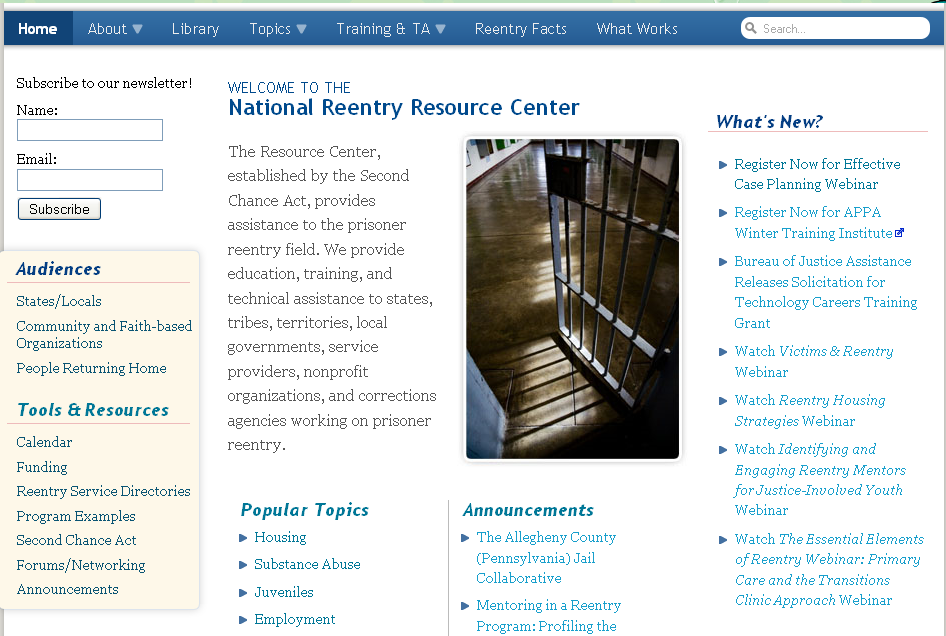 Home About Library Topics Training & TA Reentry Facts What Works Search...
Subscribe to our newsletter!
Name:
Email:
Subscribe
Audiences
States/Locals
Community and Faith-based
Organizations
People Returning Home
Tools & Resources
Calendar
Funding
Reentry Service Directories
Program Examples
Second Chance Act
Forums/Networking
Announcements
WELCOME TO THE
National Reentry Resource Center
The Resource Center,
established by the Second
Chance Act, provides
assistance to the prisoner
reentry field. We provide
education, training, and
technical assistance to states,
tribes, territories, local
governments, service
providers, nonprofit
organizations, and corrections
agencies working on prisoner
reentry.
Popular Topics
Housing
Substance Abuse
Juveniles
Employment
Announcements
The Allegheny County
(Pennsylvania) Jail
Collaborative
Mentoring in a Reentry
Program: Profiling the
What's New?
Register Now for Effective
Case Planning Webinar
Register Now for APPA
Winter Training Institute
Bureau of Justice Assistance
Releases Solicitation for
Technology Careers Training
Grant
Watch Victims & Reentry
Webinar
Watch Reentry Housing
Strategies Webinar
Watch Identifying and
Engaging Reentry Mentors
for Justice-Involved Youth
Webinar
Watch The Essential Elements
of Reentry Webinar: Primary
Care and the Transitions
Clinic Approach Webinar